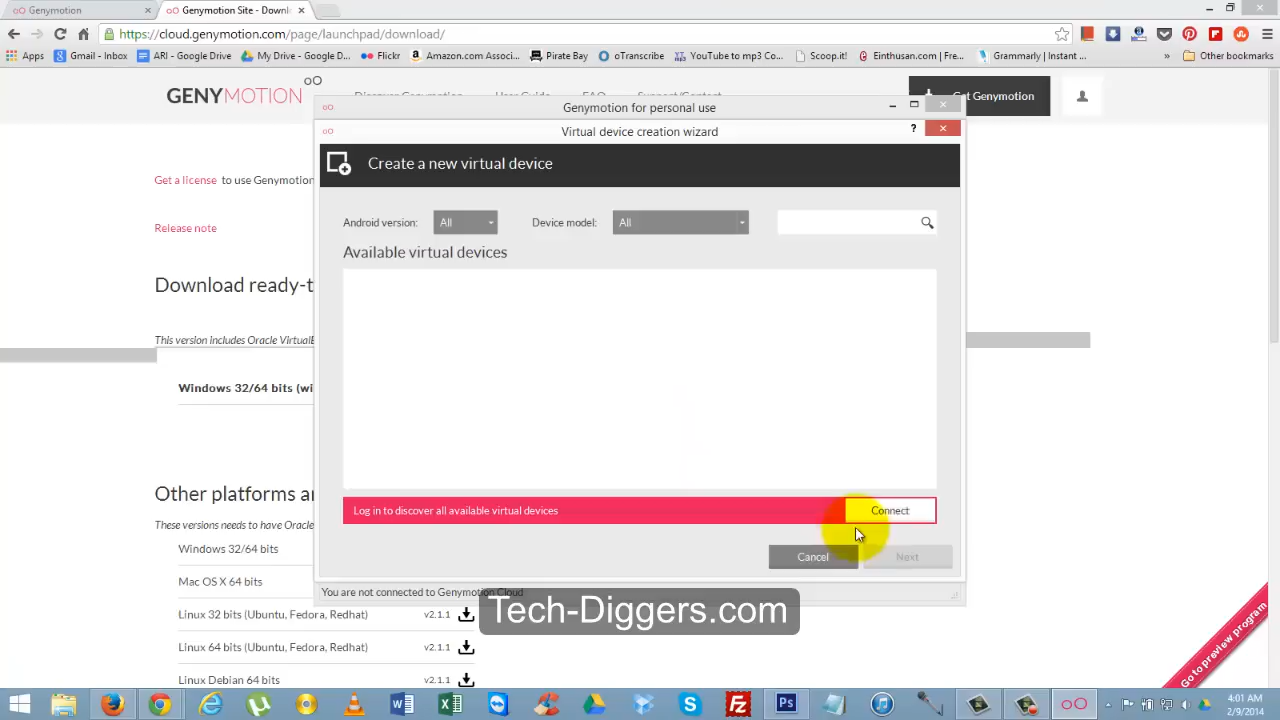 Genymotion
Genymotion Site - Downl
https://cloud.genymotion.com/page/launchpad/download/
Apps
Gmail - Inbox
ARI - Google Drive
My Drive - Google D...
Flickr
Amazon.com: Associ...
Pirate Bay
oTranscribe
YouTube to mp3 Co...
Scoop.it!
Enthusan.com | Fre...
Grammarly | Instant ...
»
Other bookmarks
GENYMOTION
Discover Genymotion
User Guide
FAQ
Support/Contact
Get Genymotion
Genymotion for personal use
Virtual device creation wizard
?
Create a new virtual device
Get a license to use Genymotion
Android version:
All
Device model:
All
Release note
Available virtual devices
Download ready-t
This version includes Oracle VirtualB
Windows 32/64 bits (wi
Other platforms ar
Log in to discover all available virtual devices
Connect
These versions needs to have Oracle
Windows 32/64 bits
Cancel
Next
Mac OS X 64 bits
You are not connected to Genymotion Cloud
Tech-Diggers.com
Linux 32 bits (Ubuntu, Fedora, Redhat)
v2.1.1
Linux 64 bits (Ubuntu, Fedora, Redhat)
v2.1.1
Linux Debian 64 bits
v2.1.1
Go to preview program
4:01 AM
2/9/2014